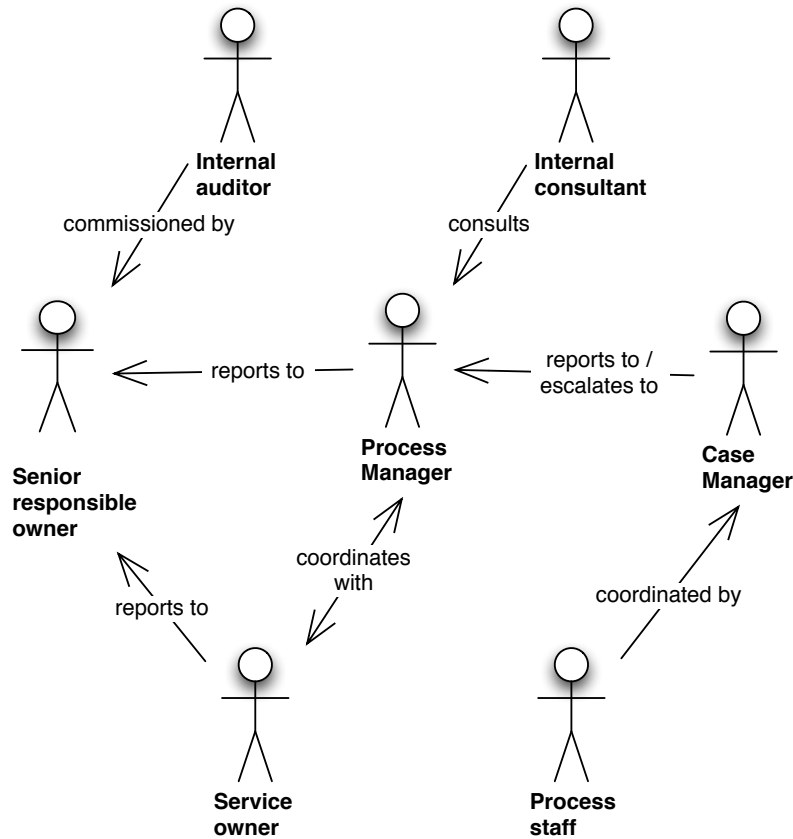 Internal
auditor
Internal
consultant
commissioned by
consults
reports to
reports to /
escalates to
Process
Manager
Case
Manager
Senior
responsible
owner
coordinates
with
reports to
coordinated by
Service
owner
Process
staff